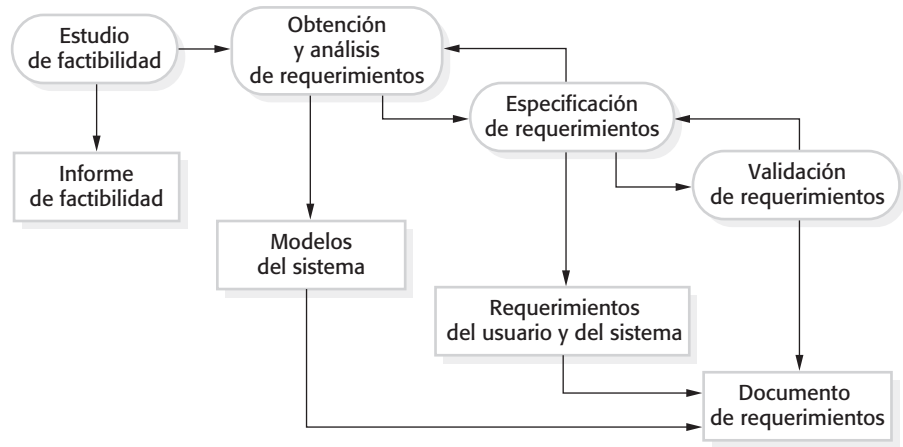 Estudio
de factibilidad
Obtención
y análisis
de requerimientos
Especificación
de requerimientos
Validación
de requerimientos
Informe
de factibilidad
Modelos
del sistema
Requerimientos
del usuario y del sistema
Documento
de requerimientos